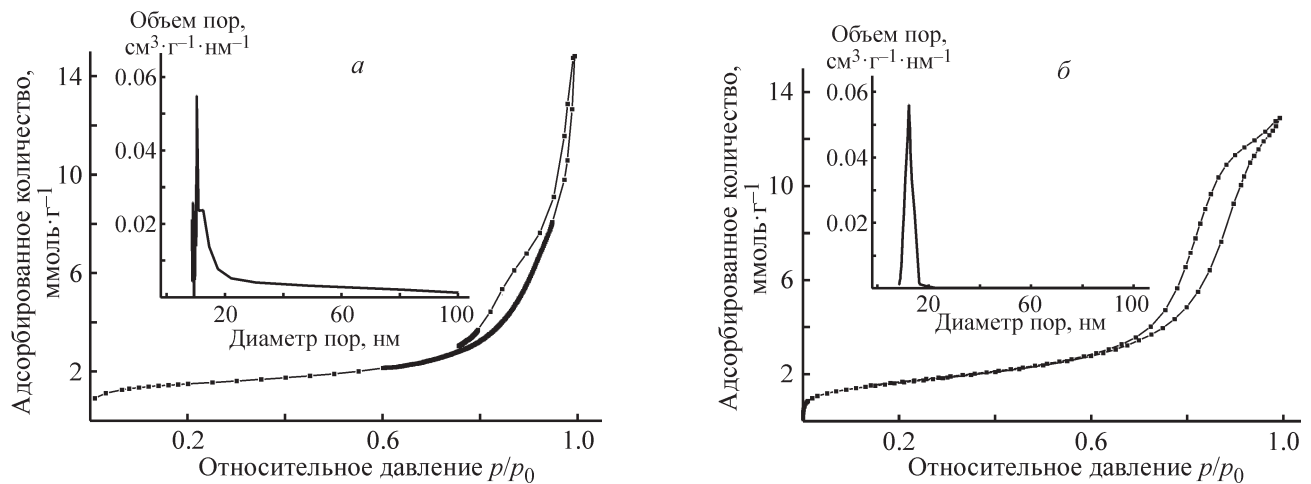 Объем пор,
см³·г⁻¹·нм⁻¹
а
0.06
0.04
0.02
20
60
100
Диаметр пор, нм
14
10
6
2
Адсорбированное количество,
ммоль·г⁻¹
0.2
0.6
1.0
Относительное давление p/p₀
Объем пор,
см³·г⁻¹·нм⁻¹
б
0.06
0.04
0.02
20
60
100
Диаметр пор, нм
14
10
6
2
Адсорбированное количество,
ммоль·г⁻¹
0.2
0.6
1.0
Относительное давление p/p₀